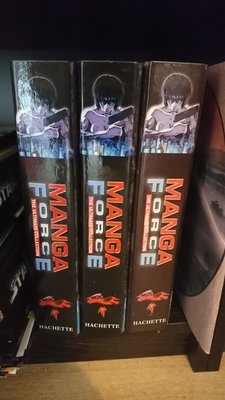 MANGA
FORCE
THE ULTIMATE COLLECTION
HACHETTE
MANGA
FORCE
THE ULTIMATE COLLECTION
HACHETTE
MANGA
FORCE
THE ULTIMATE COLLECTION
HACHETTE